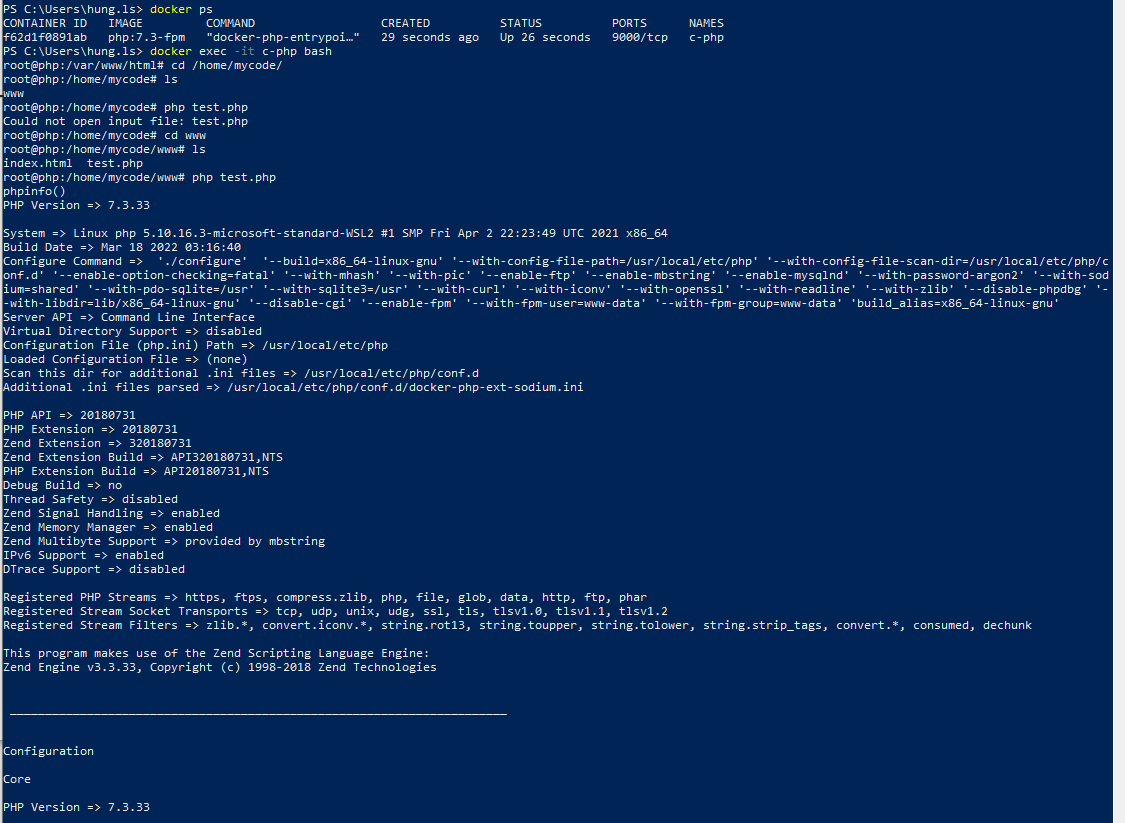 PS C:\Users\hung.ls> docker ps
CONTAINER ID   IMAGE         COMMAND                  CREATED          STATUS          PORTS      NAMES
f62d1f0891ab   php:7.3-fpm   "docker-php-entrypoi…"   29 seconds ago   Up 26 seconds   9000/tcp   c-php
PS C:\Users\hung.ls> docker exec -it c-php bash
root@php:/var/www/html# cd /home/mycode/
root@php:/home/mycode# ls
www
root@php:/home/mycode# php test.php
Could not open input file: test.php
root@php:/home/mycode# cd www
root@php:/home/mycode/www# ls
index.html  test.php
root@php:/home/mycode/www# php test.php
phpinfo()
PHP Version => 7.3.33

System => Linux php 5.10.16.3-microsoft-standard-WSL2 #1 SMP Fri Apr 2 22:23:49 UTC 2021 x86_64
Build Date => Mar 18 2022 03:16:40
Configure Command =>  './configure'  '--build=x86_64-linux-gnu' '--with-config-file-path=/usr/local/etc/php' '--with-config-file-scan-dir=/usr/local/etc/php/c
onf.d' '--enable-option-checking=fatal' '--with-mhash' '--with-pic' '--enable-ftp' '--enable-mbstring' '--enable-mysqlnd' '--with-password-argon2' '--with-sod
ium=shared' '--with-pdo-sqlite=/usr' '--with-sqlite3=/usr' '--with-curl' '--with-iconv' '--with-openssl' '--with-readline' '--with-zlib' '--disable-phpdbg' '-
-with-libdir=lib/x86_64-linux-gnu' '--disable-cgi' '--enable-fpm' '--with-fpm-user=www-data' '--with-fpm-group=www-data' 'build_alias=x86_64-linux-gnu'
Server API => Command Line Interface
Virtual Directory Support => disabled
Configuration File (php.ini) Path => /usr/local/etc/php
Loaded Configuration File => (none)
Scan this dir for additional .ini files => /usr/local/etc/php/conf.d
Additional .ini files parsed => /usr/local/etc/php/conf.d/docker-php-ext-sodium.ini

PHP API => 20180731
PHP Extension => 20180731
Zend Extension => 320180731
Zend Extension Build => API320180731,NTS
PHP Extension Build => API20180731,NTS
Debug Build => no
Thread Safety => disabled
Zend Signal Handling => enabled
Zend Memory Manager => enabled
Zend Multibyte Support => provided by mbstring
IPv6 Support => enabled
DTrace Support => disabled

Registered PHP Streams => https, ftps, compress.zlib, php, file, glob, data, http, ftp, phar
Registered Stream Socket Transports => tcp, udp, unix, udg, ssl, tls, tlsv1.0, tlsv1.1, tlsv1.2
Registered Stream Filters => zlib.*, convert.iconv.*, string.rot13, string.toupper, string.tolower, string.strip_tags, convert.*, consumed, dechunk

This program makes use of the Zend Scripting Language Engine:
Zend Engine v3.3.33, Copyright (c) 1998-2018 Zend Technologies

 _______________________________________________________________________

Configuration

Core

PHP Version => 7.3.33